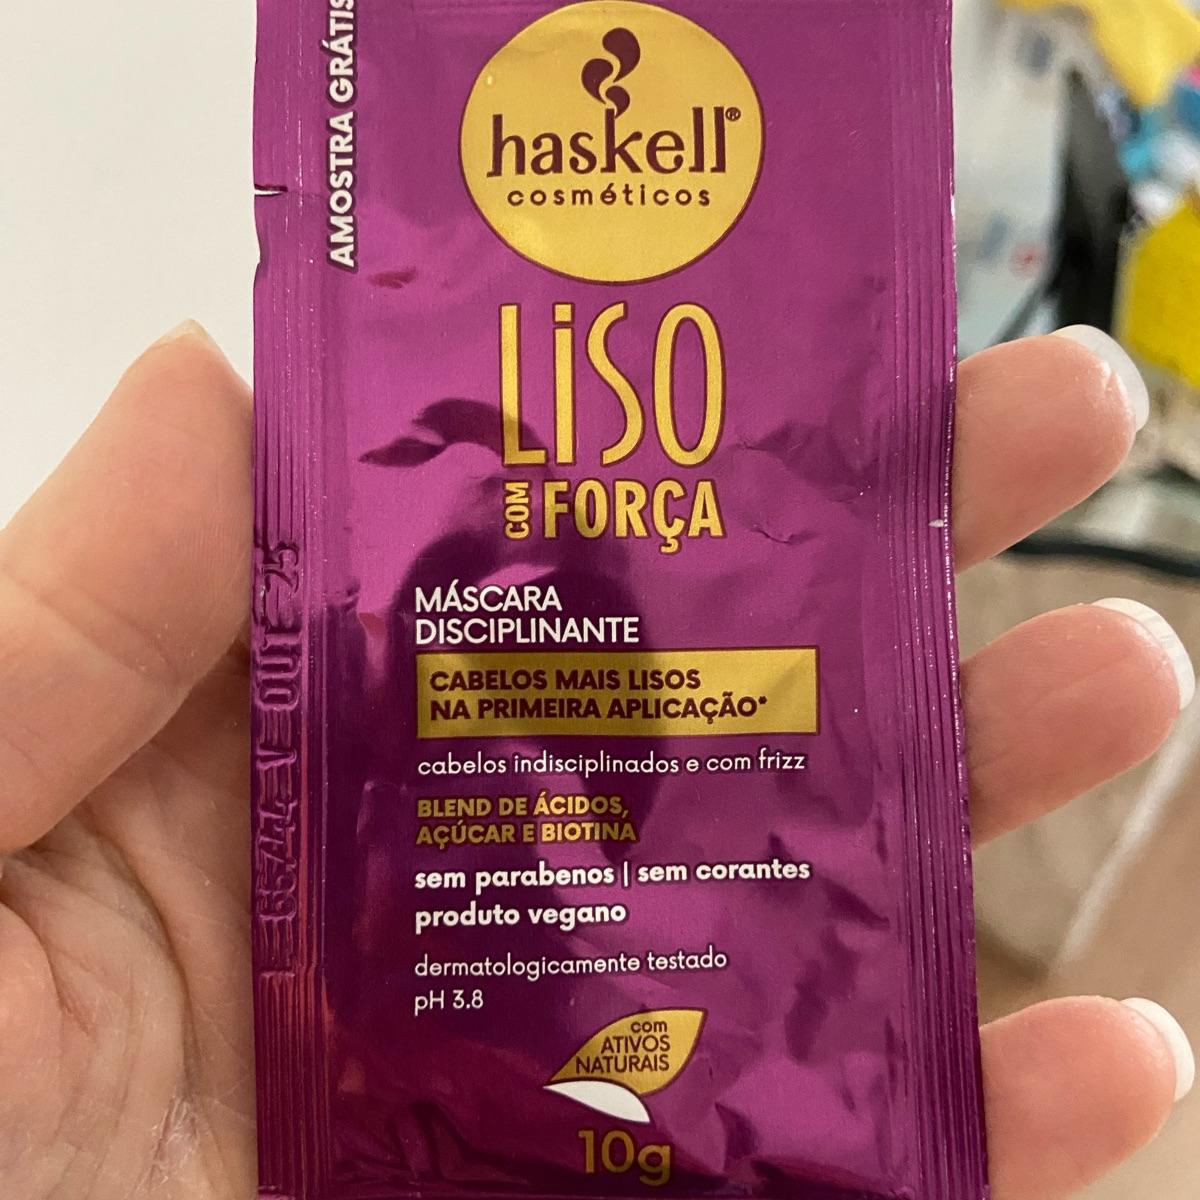 AMOSTRA GRÁTIS
haskell®
cosméticos
LiSO
COM FORÇA
MÁSCARA
DISCIPLINANTE
CABELOS MAIS LISOS
NA PRIMEIRA APLICAÇÃO*
cabelos indisciplinados e com frizz
BLEND DE ÁCIDOS,
AÇÚCAR E BIOTINA
sem parabenos | sem corantes
produto vegano
dermatologicamente testado
pH 3.8
com
ATIVOS
NATURAIS
10g
V OUT 25